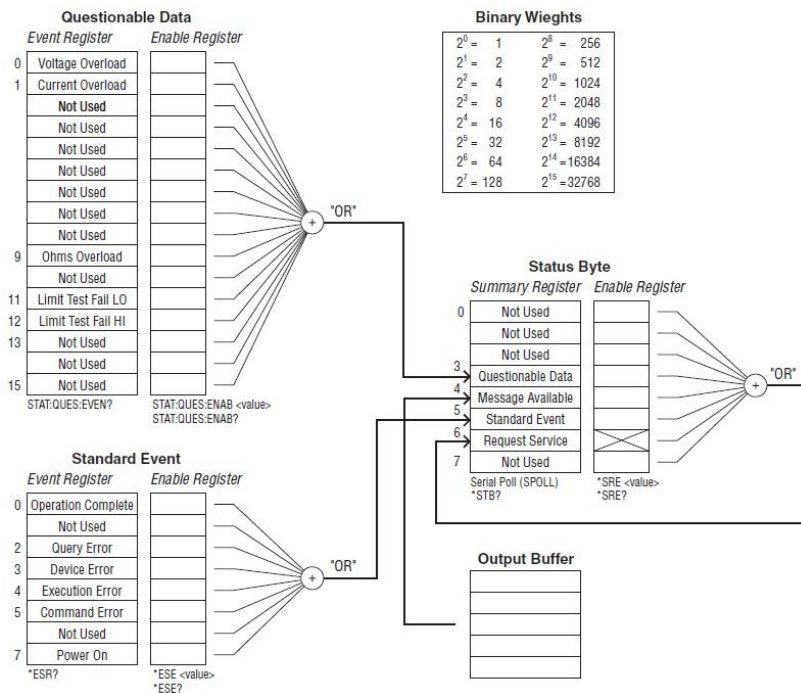 Questionable Data
Event Register Enable Register
0 Voltage Overload
1 Current Overload
Not Used
Not Used
Not Used
Not Used
Not Used
Not Used
Not Used
9 Ohms Overload
Not Used
11 Limit Test Fail LO
12 Limit Test Fail HI
13 Not Used
Not Used
15 Not Used
STAT:QUES:EVEN? STAT:QUES:ENAB <value>
STAT:QUES:ENAB?
+
"OR"
Binary Wieghts
2⁰ = 1 2⁸ = 256
2¹ = 2 2⁹ = 512
2² = 4 2¹⁰ = 1024
2³ = 8 2¹¹ = 2048
2⁴ = 16 2¹² = 4096
2⁵ = 32 2¹³ = 8192
2⁶ = 64 2¹⁴ =16384
2⁷ = 128 2¹⁵ =32768
Status Byte
Summary Register Enable Register
0 Not Used
Not Used
Not Used
3 Questionable Data
4 Message Available
5 Standard Event
6 Request Service
7 Not Used
Serial Poll (SPOLL) *SRE <value>
*STB? *SRE?
+
"OR"
Standard Event
Event Register Enable Register
0 Operation Complete
Not Used
2 Query Error
3 Device Error
4 Execution Error
5 Command Error
Not Used
7 Power On
*ESR? *ESE <value>
*ESE?
+
"OR"
Output Buffer